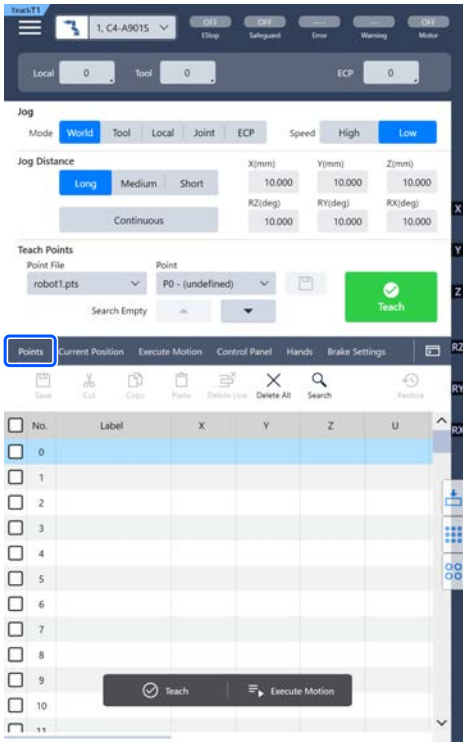 TeachT1
1, C4-A901S OFF OFF ---- ---- OFF
EStop Safeguard Error Warning Motor
Local 0 Tool 0 ECP 0
Jog
Mode World Tool Local Joint ECP Speed High Low
Jog Distance X(mm) Y(mm) Z(mm)
Long Medium Short 10.000 10.000 10.000
RZ(deg) RY(deg) RX(deg)
Continuous 10.000 10.000 10.000
X
Teach Points
Y
Point File Point
robot1.pts P0 - (undefined) Z
Search Empty Teach
Points Current Position Execute Motion Control Panel Hands Brake Settings RZ
Save Cut Copy Paste Delete Line Delete All Search Restore RY
No. Label X Y Z U RX
0
1
2
3
4
5
6
7
8
9
Teach Execute Motion
10
11